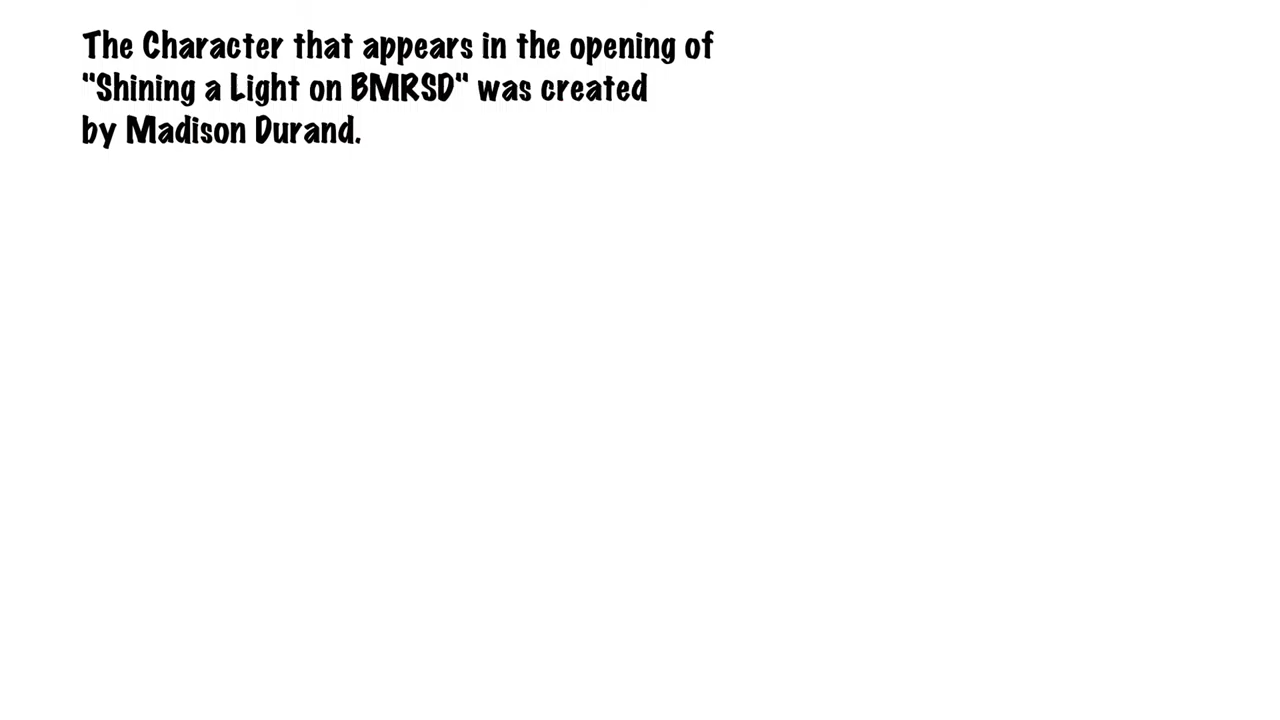 The Character that appears in the opening of
"Shining a Light on BMRSD" was created
by Madison Durand.